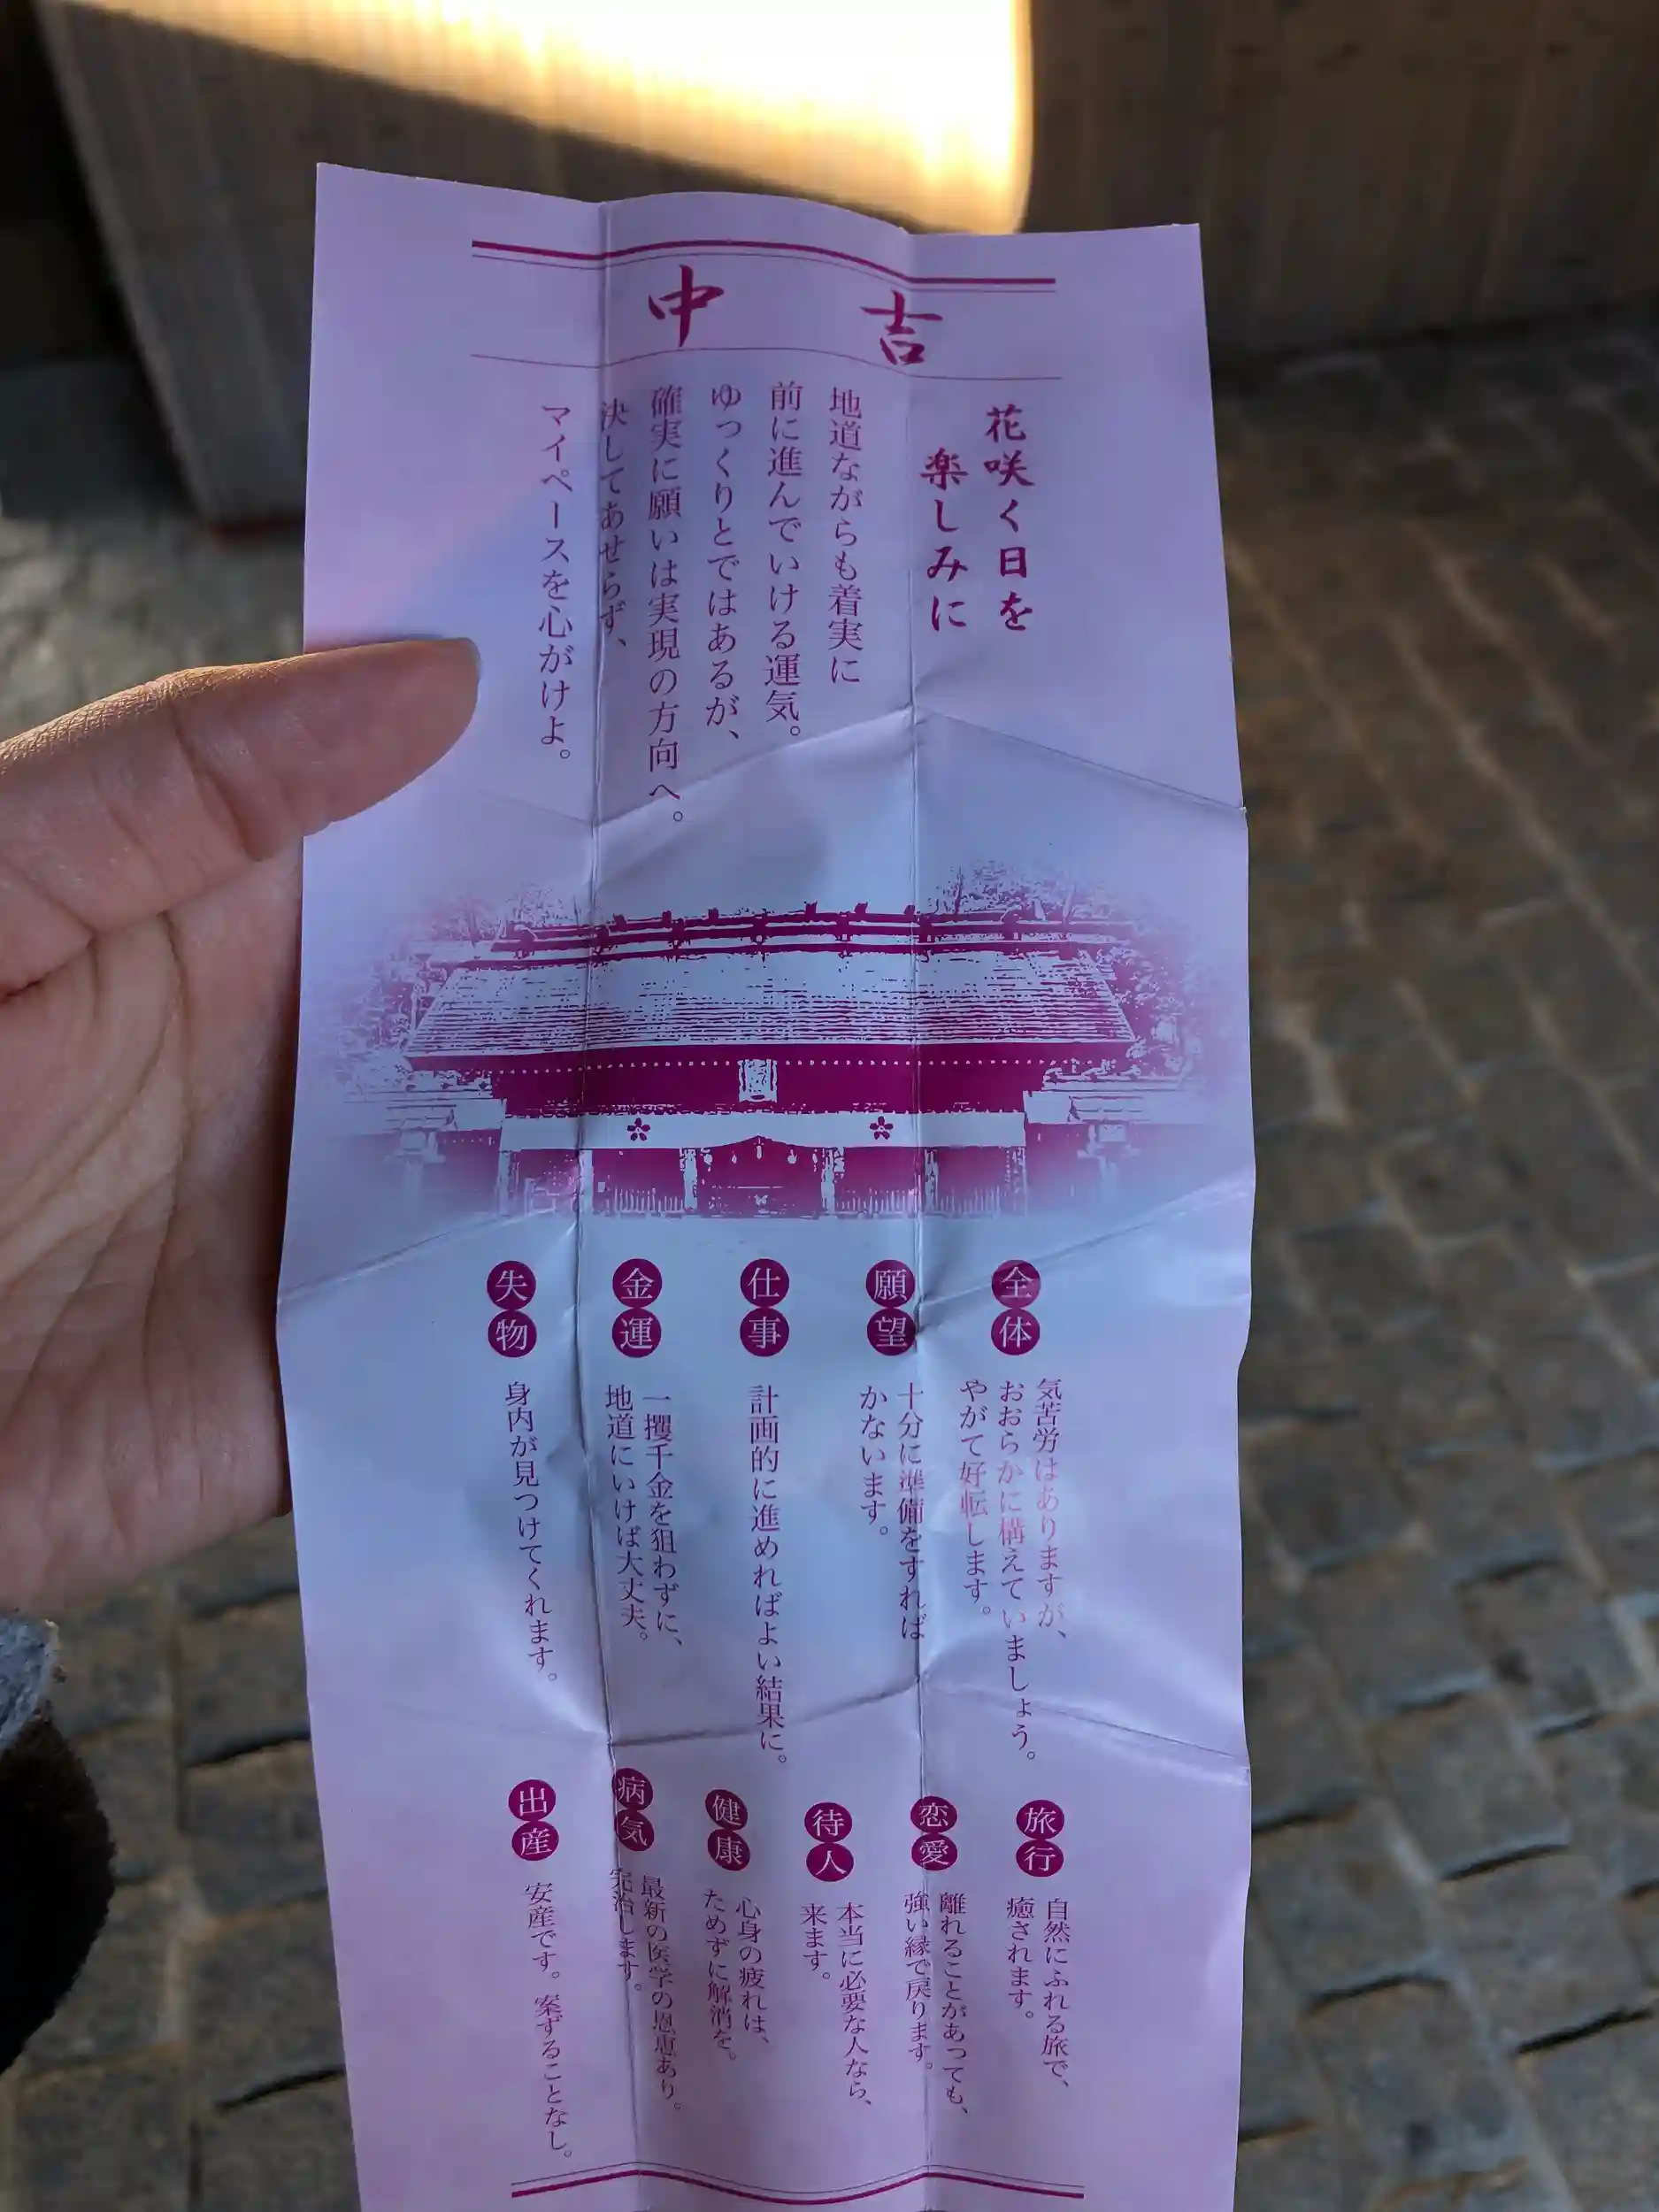 中吉
花咲く日を
楽しみに
地道ながらも着実に
前に進んでいける運気。
ゆっくりとではあるが、
確実に願いは実現の方向へ。
決してあせらず、
マイペースを心がけよ。
全体
気苦労はありますが、
おおらかに構えていましょう。
やがて好転します。
願望
十分に準備をすれば
かないます。
仕事
計画的に進めればよい結果に。
金運
一攫千金を狙わずに、
地道にいけば大丈夫。
失物
身内が見つけてくれます。
旅行
自然にふれる旅で、
癒されます。
恋愛
離れることがあっても、
強い縁で戻ります。
待人
本当に必要な人なら、
来ます。
健康
心身の疲れは、
ためずに解消を。
病気
最新の医学の恩恵あり。
完治します。
出産
安産です。案ずることなし。